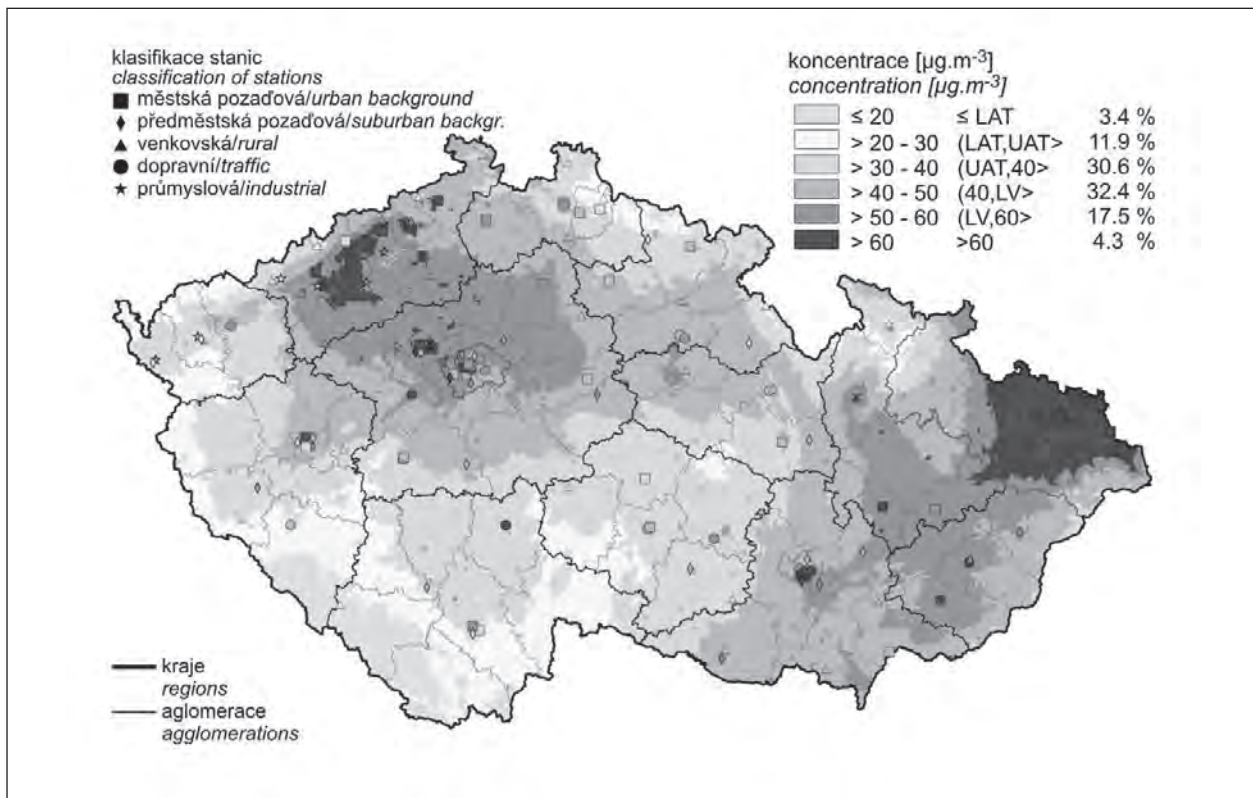 klasifikace stanic
classification of stations
městská pozaďová/urban background
předměstská pozaďová/suburban backgr.
venkovská/rural
dopravní/traffic
průmyslová/industrial
koncentrace [µg.m-3]
concentration [µg.m-3]
≤ 20 ≤ LAT 3.4 %
> 20 - 30 (LAT,UAT> 11.9 %
> 30 - 40 (UAT,40> 30.6 %
> 40 - 50 (40,LV> 32.4 %
> 50 - 60 (LV,60> 17.5 %
> 60 >60 4.3 %
kraje
regions
aglomerace
agglomerations